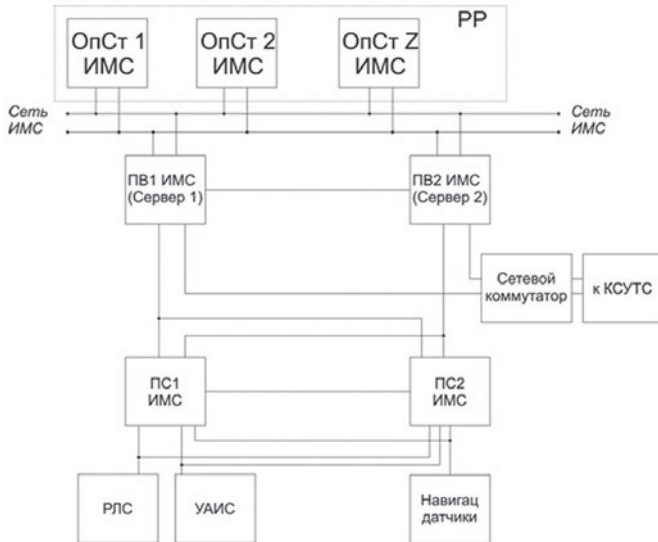 РР
ОпСт 1
ИМС
ОпСт 2
ИМС
ОпСт Z
ИМС
Сеть
ИМС
Сеть
ИМС
ПВ1 ИМС
(Сервер 1)
ПВ2 ИМС
(Сервер 2)
Сетевой
коммутатор
к КСУТС
ПС1
ИМС
ПС2
ИМС
РЛС
УАИС
Навигац
датчики